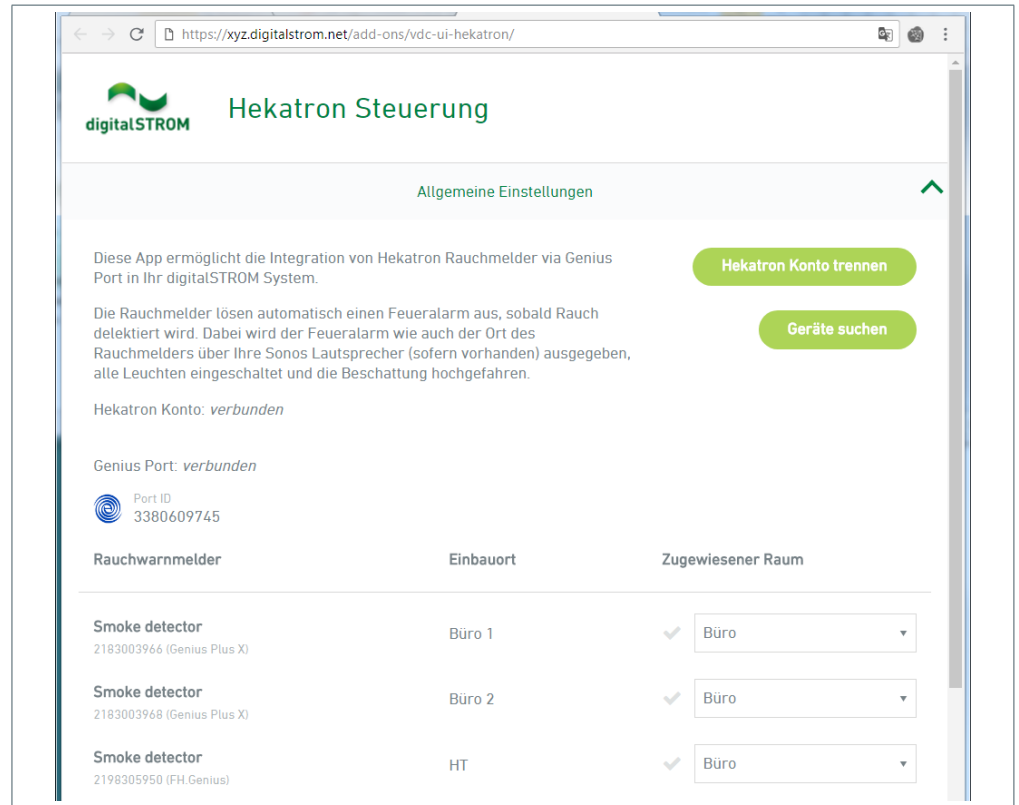 https://xyz.digitalstrom.net/add-ons/vdc-ui-hekatron/
digitalSTROM
Hekatron Steuerung
Allgemeine Einstellungen
Diese App ermöglicht die Integration von Hekatron Rauchmelder via Genius
Port in Ihr digitalSTROM System.
Hekatron Konto trennen
Die Rauchmelder lösen automatisch einen Feueralarm aus, sobald Rauch
delektiert wird. Dabei wird der Feueralarm wie auch der Ort des
Rauchmelders über Ihre Sonos Lautsprecher (sofern vorhanden) ausgegeben,
alle Leuchten eingeschaltet und die Beschattung hochgefahren.
Geräte suchen
Hekatron Konto: verbunden
Genius Port: verbunden
Port ID
3380609745
Rauchwarnmelder Einbauort Zugewiesener Raum
Smoke detector
2183003966 (Genius Plus X)
Büro 1
Büro
Smoke detector
2183003968 (Genius Plus X)
Büro 2
Büro
Smoke detector
2198305950 (FH.Genius)
HT
Büro